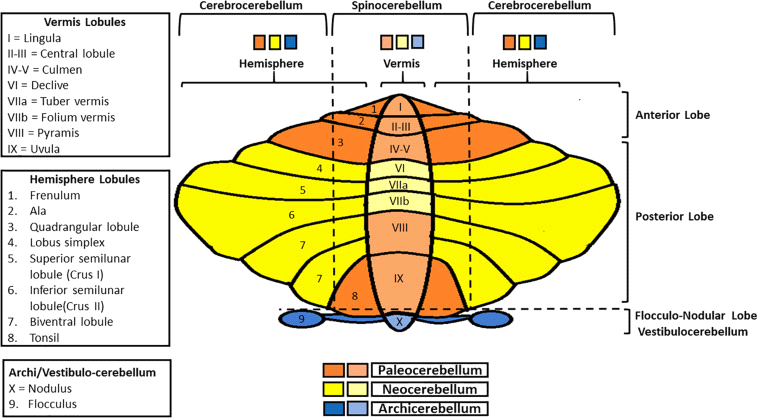 Cerebrocerebellum Spinocerebellum Cerebrocerebellum
Hemisphere Vermis Hemisphere
Vermis Lobules
I = Lingula
II-III = Central lobule
IV-V = Culmen
VI = Declive
VIIa = Tuber vermis
VIIb = Folium vermis
VIII = Pyramis
IX = Uvula
Hemisphere Lobules
1. Frenulum
2. Ala
3. Quadrangular lobule
4 Lobus simplex
5 Superior semilunar
lobule (Crus I)
6. Inferior semilunar
lobule(Crus II)
7. Biventral lobule
8. Tonsil
Archi/Vestibulo-cerebellum
X = Nodulus
9. Flocculus
1 I
2 II-III
3 IV-V
4 VI
5 VIIa
VIIb
6 VIII
7
7 IX
8
9 X
Anterior Lobe
Posterior Lobe
Flocculo-Nodular Lobe
Vestibulocerebellum
Paleocerebellum
Neocerebellum
Archicerebellum